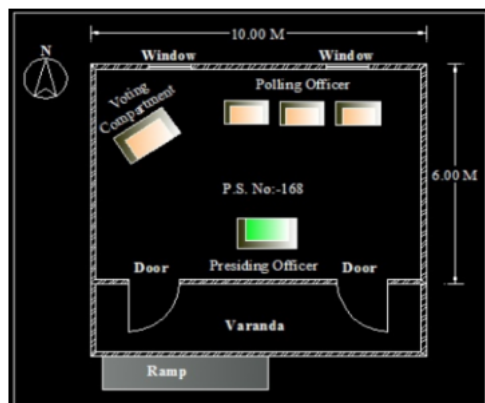 10.00 M
N
Window
Window
Polling Officer
Voting
Compartment
6.00 M
P.S. No:-168
Door
Presiding Officer
Door
Varanda
Ramp